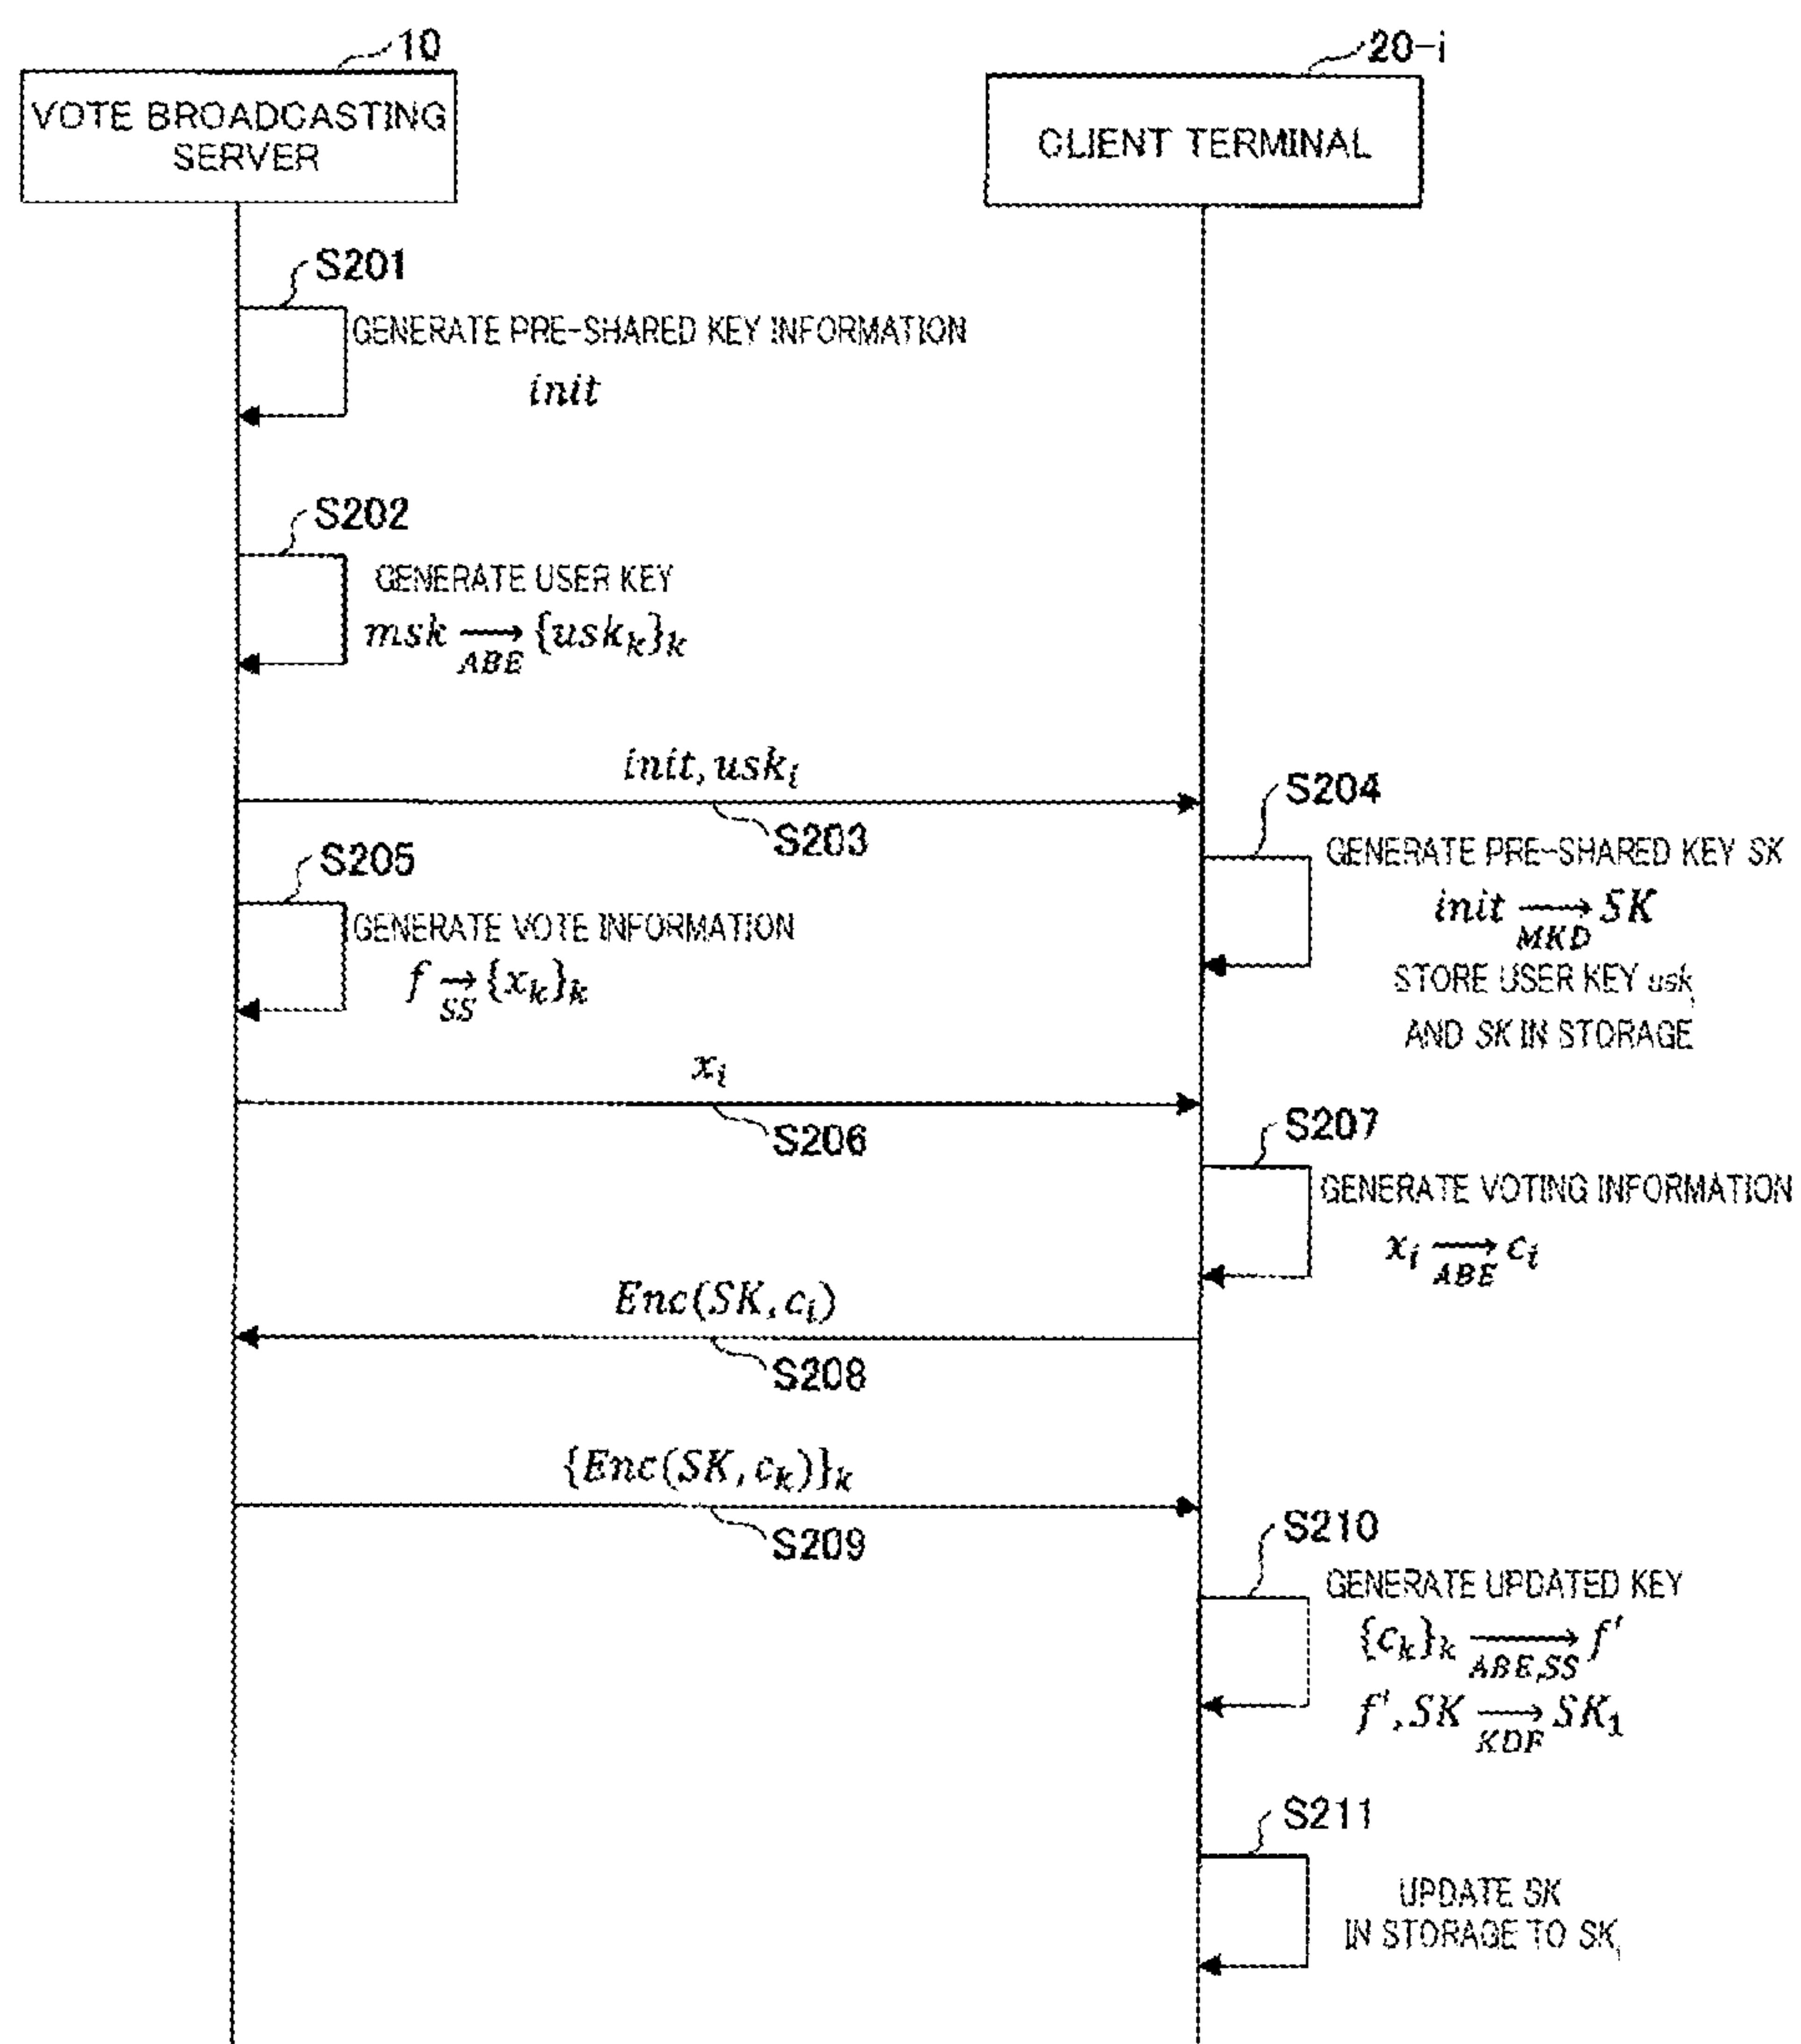 10
VOTE BROADCASTING
SERVER
20-i
CLIENT TERMINAL
S201
GENERATE PRE-SHARED KEY INFORMATION
init
S202
GENERATE USER KEY
msk →ABE {usk_k}_k
init, usk_i
S203
S204
GENERATE PRE-SHARED KEY SK
init →MKD SK
STORE USER KEY usk_i
AND SK IN STORAGE
S205
GENERATE VOTE INFORMATION
f →SS {x_k}_k
x_i
S206
S207
GENERATE VOTING INFORMATION
x_i →ABE c_i
Enc(SK, c_i)
S208
{Enc(SK, c_k)}_k
S209
S210
GENERATE UPDATED KEY
{c_k}_k →ABE,SS f'
f', SK →KDF SK_1
S211
UPDATE SK
IN STORAGE TO SK_1